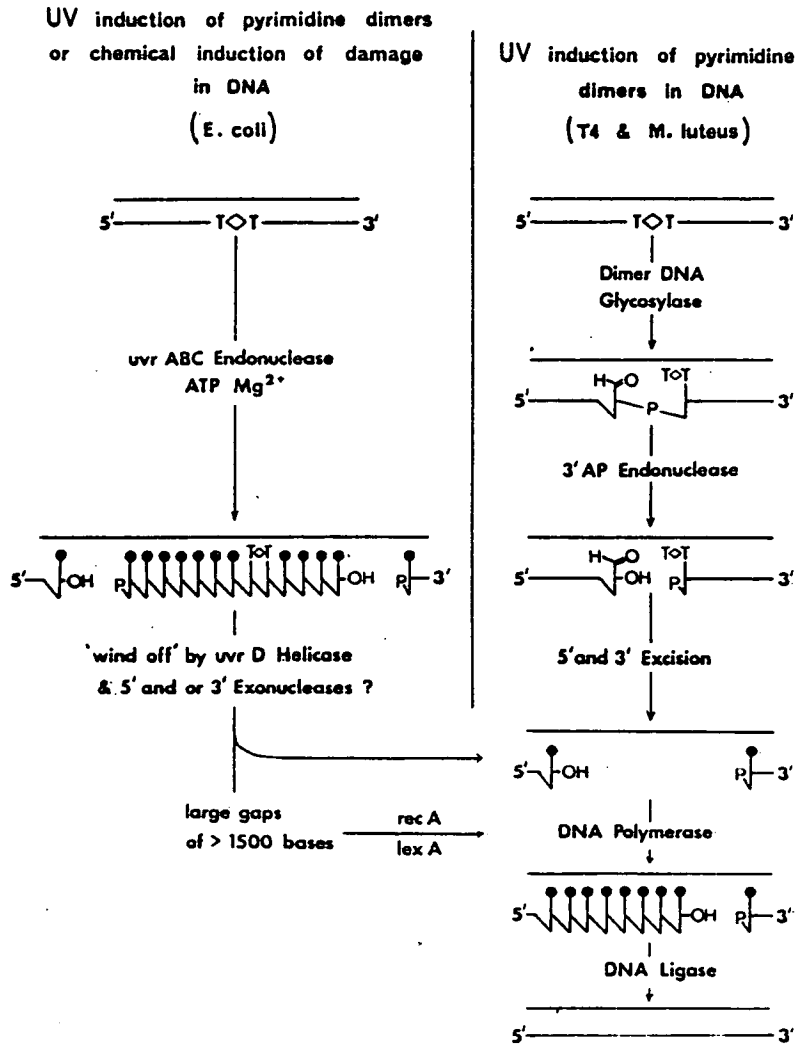 UV induction of pyrimidine dimers
or chemical induction of damage
in DNA
(E. coli)
5' T◇T 3'
uvr ABC Endonuclease
ATP Mg2+
T◇T
5' OH P OH P 3'
'wind off' by uvr D Helicase
& 5' and or 3' Exonucleases ?
large gaps
of > 1500 bases
rec A
lex A
UV induction of pyrimidine
dimers in DNA
(T4 & M. luteus)
5' T◇T 3'
Dimer DNA
Glycosylase
H O T◇T
5' P 3'
3' AP Endonuclease
H O T◇T
5' OH P 3'
5' and 3' Excision
5' OH P 3'
DNA Polymerase
5' OH P 3'
DNA Ligase
5' 3'